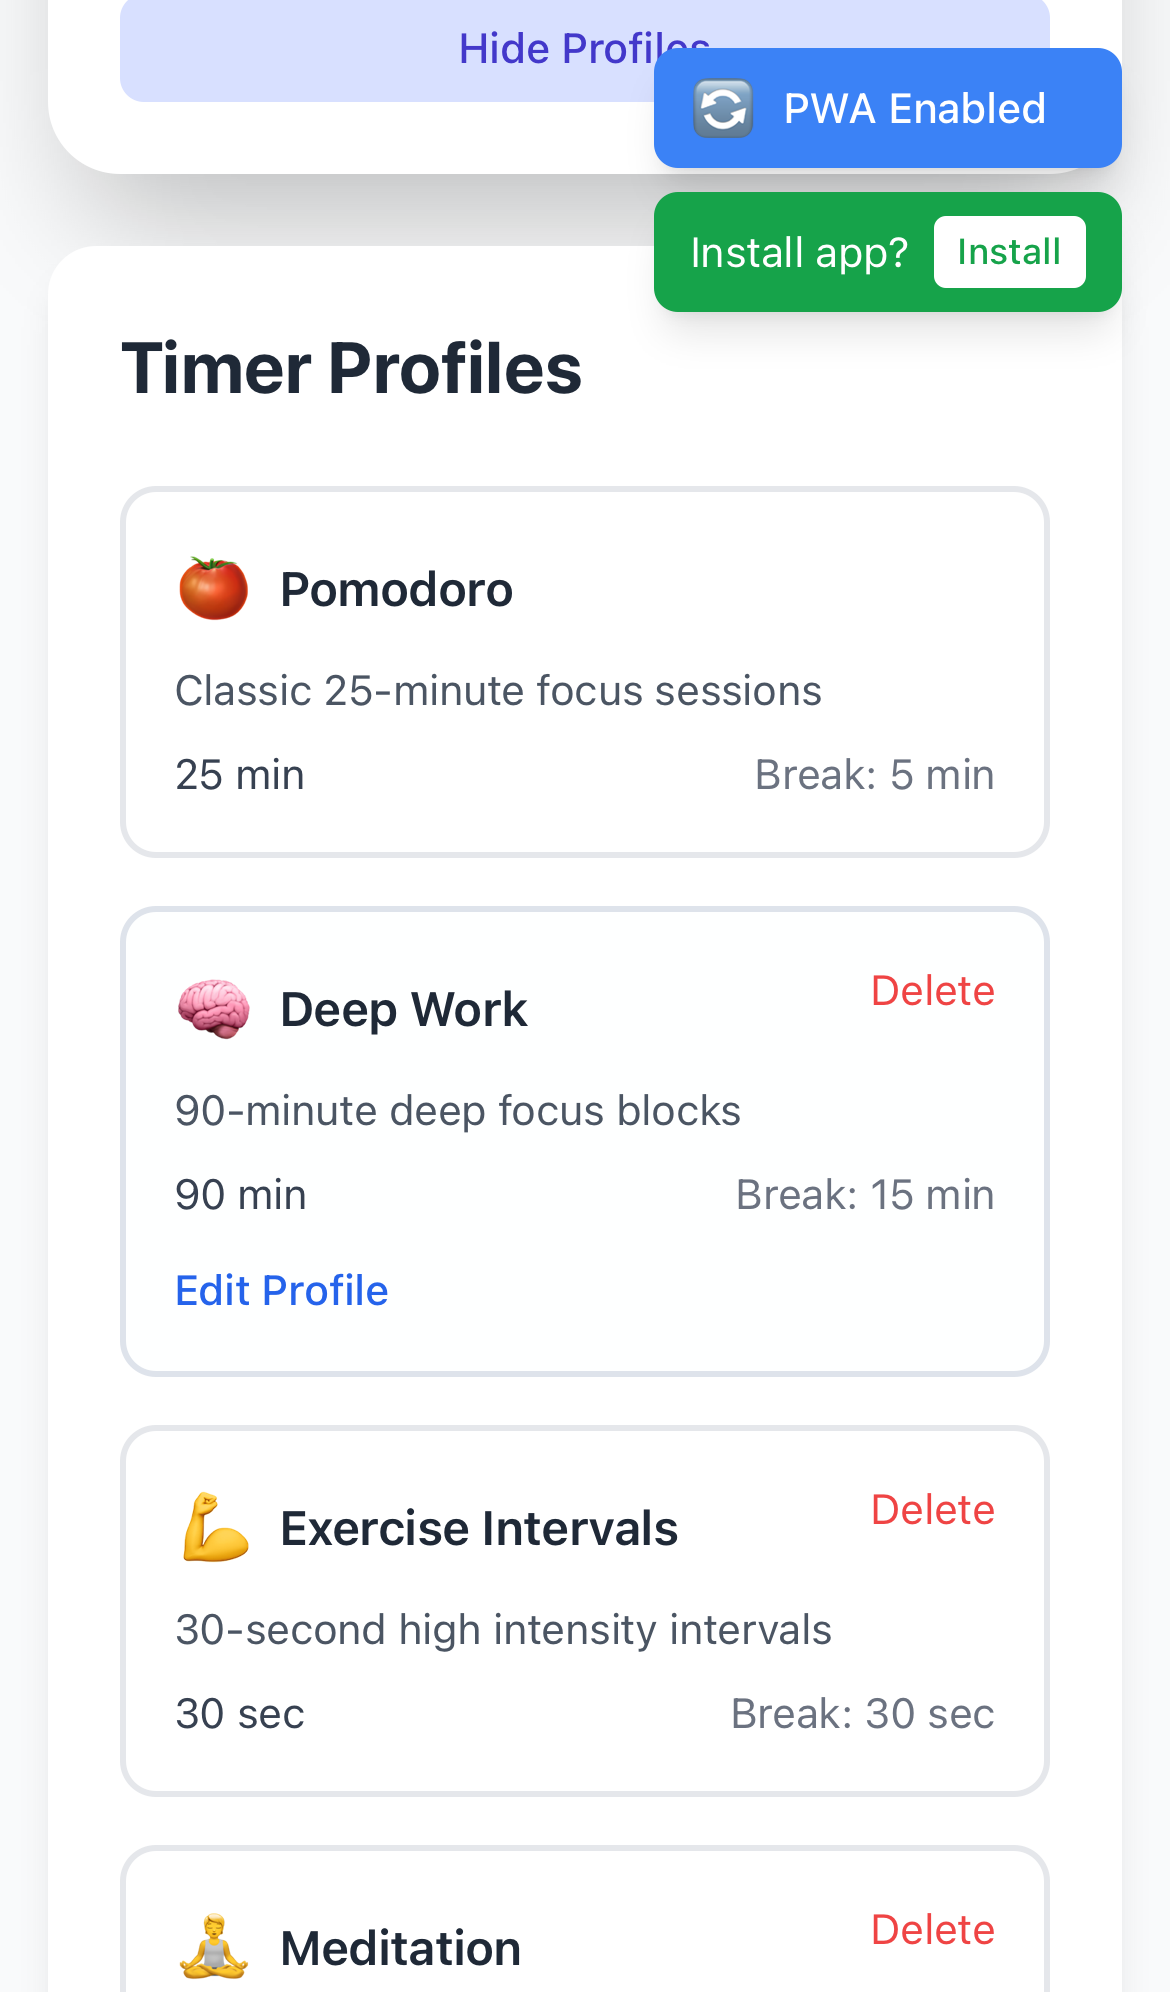 Hide Profiles
PWA Enabled
Install app? Install
Timer Profiles
Pomodoro
Classic 25-minute focus sessions
25 min Break: 5 min
Deep Work Delete
90-minute deep focus blocks
90 min Break: 15 min
Edit Profile
Exercise Intervals Delete
30-second high intensity intervals
30 sec Break: 30 sec
Meditation Delete